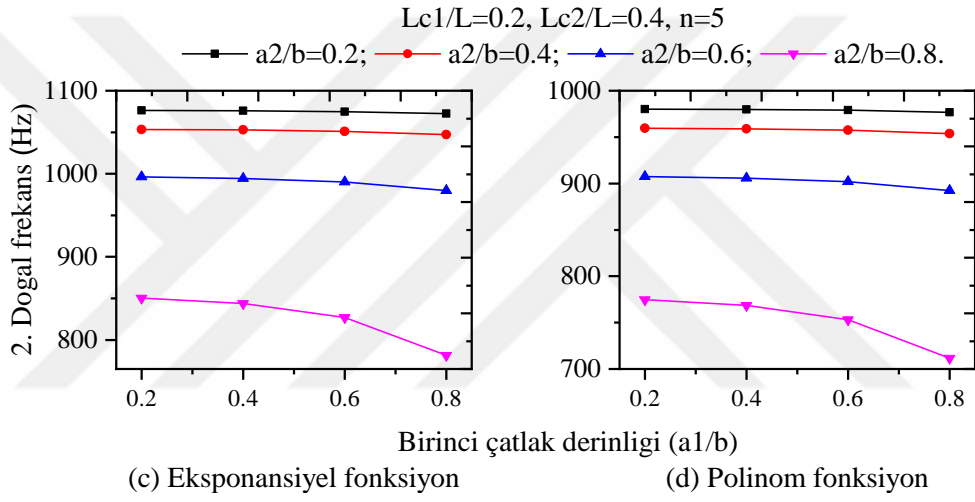 Lc1/L=0.2, Lc2/L=0.4, n=5
a2/b=0.2; a2/b=0.4; a2/b=0.6; a2/b=0.8.
2. Dogal frekans (Hz)
1100
1000
900
800
0.2 0.4 0.6 0.8
1000
900
800
700
0.2 0.4 0.6 0.8
Birinci çatlak derinligi (a1/b)
(c) Eksponansiyel fonksiyon (d) Polinom fonksiyon